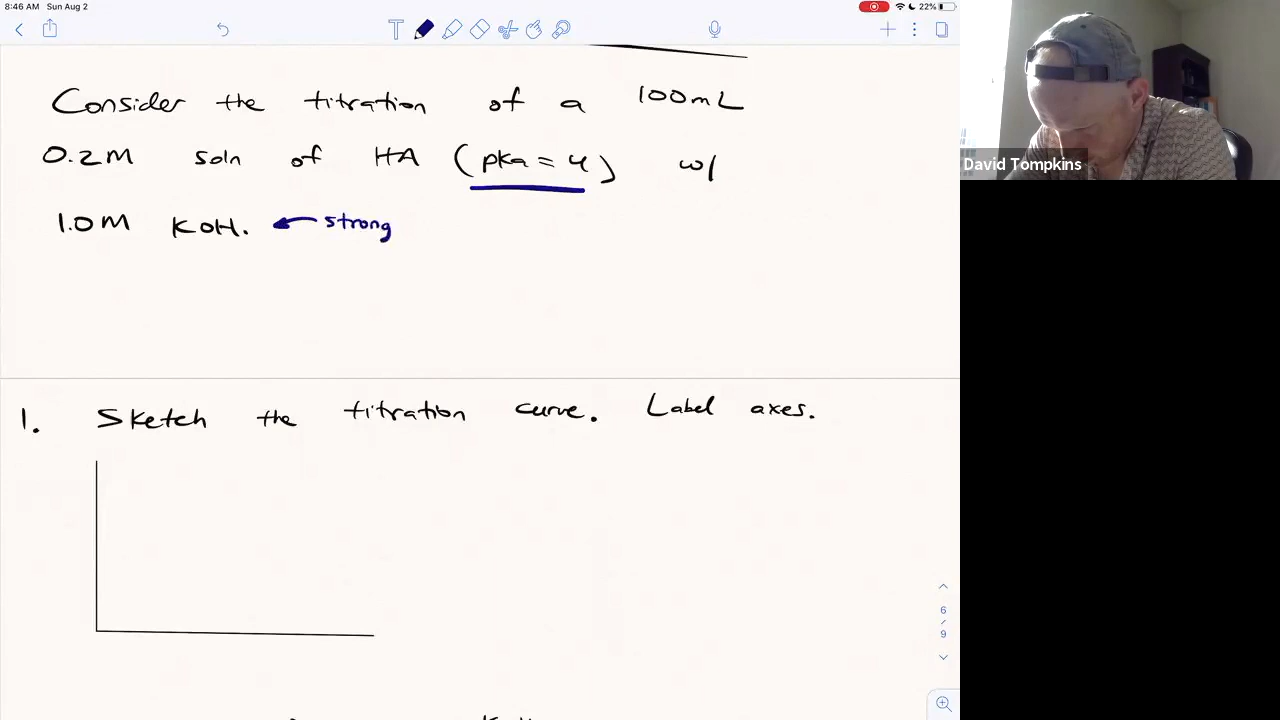 8:46 AM Sun Aug 2
22%
T
Consider the titration of a 100mL
0.2M soln of HA (pka = 4) w/
1.0M KOH. ← strong
1. Sketch the titration curve. Label axes.
6
/
9
David Tompkins